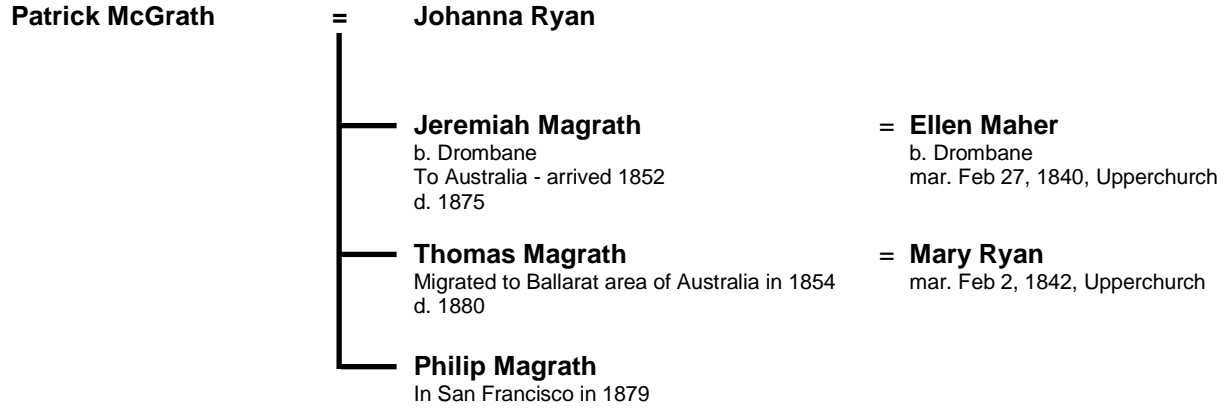 Patrick McGrath = Johanna Ryan
Jeremiah Magrath = Ellen Maher
b. Drombane b. Drombane
To Australia - arrived 1852 mar. Feb 27, 1840, Upperchurch
d. 1875
Thomas Magrath = Mary Ryan
Migrated to Ballarat area of Australia in 1854 mar. Feb 2, 1842, Upperchurch
d. 1880
Philip Magrath
In San Francisco in 1879